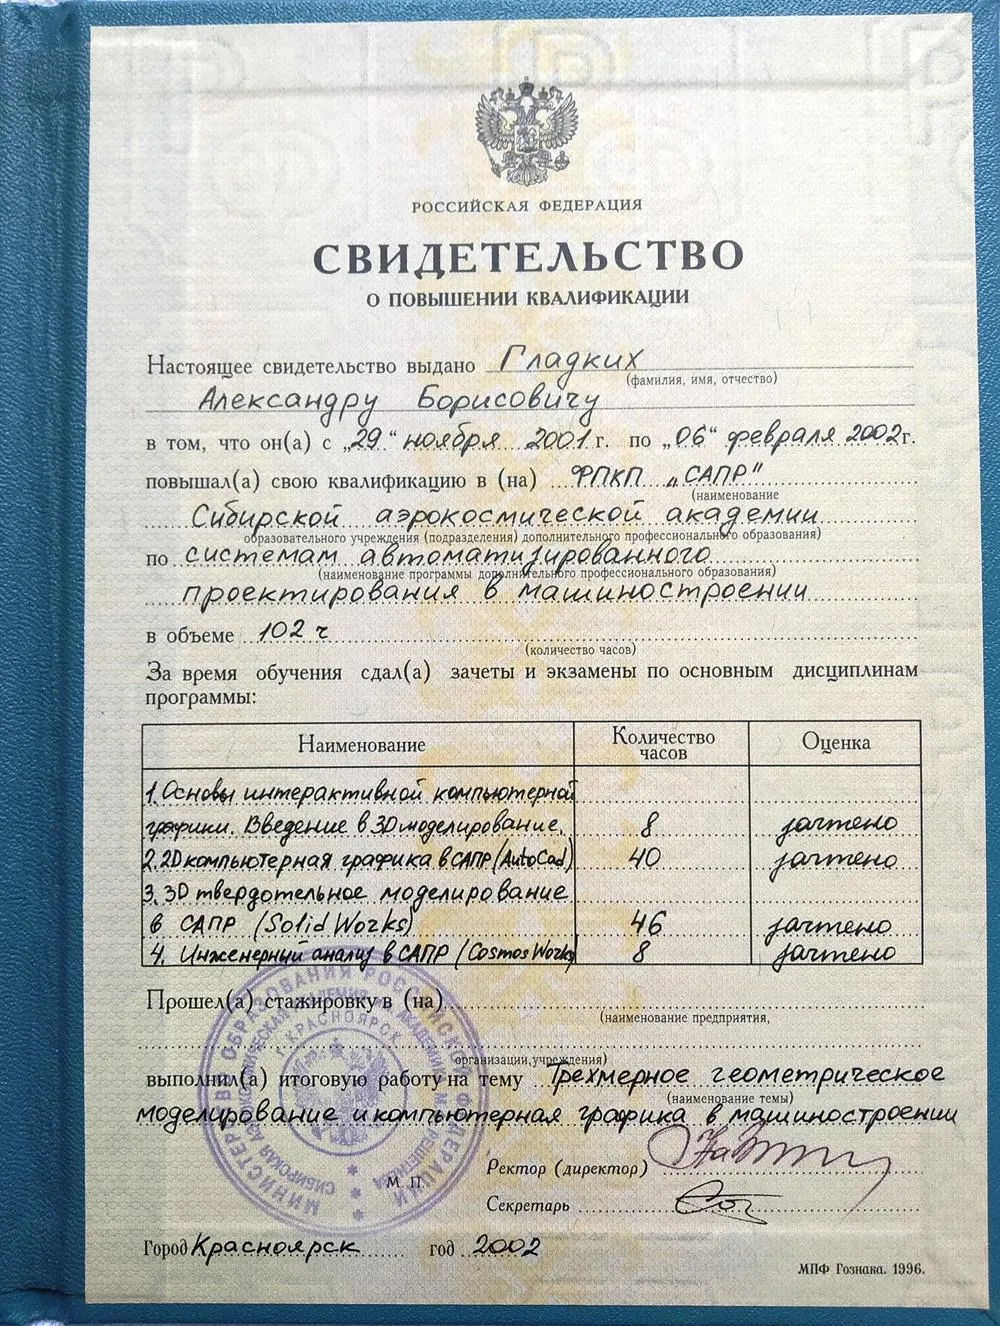 РОССИЙСКАЯ ФЕДЕРАЦИЯ
СВИДЕТЕЛЬСТВО
О ПОВЫШЕНИИ КВАЛИФИКАЦИИ
Настоящее свидетельство выдано Гладких
(фамилия, имя, отчество)
Александру Борисовичу
в том, что он(а) с „29“ ноября 2001 г. по „06“ февраля 2002 г.
повышал(а) свою квалификацию в (на) ФПКП „САПР"
(наименование
Сибирской аэрокосмической академии
образовательного учреждения (подразделения) дополнительного профессионального образования)
по системам автоматизированного
(наименование программы дополнительного профессионального образования)
проектирования в машиностроении
в объеме 102 ч
(количество часов)
За время обучения сдал(а) зачеты и экзамены по основным дисциплинам
программы:
Наименование Количество часов Оценка
1. Основы интерактивной компьютерной
графики. Введение в 3D моделирование. 8 зачтено
2. 2D компьютерная графика в САПР (AutoCad) 40 зачтено
3. 3D твердотельное моделирование
в САПР (Solid Works) 46 зачтено
4. Инженерный анализ в САПР (Cosmos Works) 8 зачтено
Прошел(а) стажировку в (на)
(наименование предприятия,
организации, учреждения)
выполнил(а) итоговую работу на тему Трехмерное геометрическое
(наименование темы)
моделирование и компьютерная графика в машиностроении
Ректор (директор)
М. П.
Секретарь
Город Красноярск год 2002
МПФ Гознака. 1996.
МИНИСТЕРСТВО ОБРАЗОВАНИЯ РОССИЙСКОЙ ФЕДЕРАЦИИ
Г. КРАСНОЯРСК